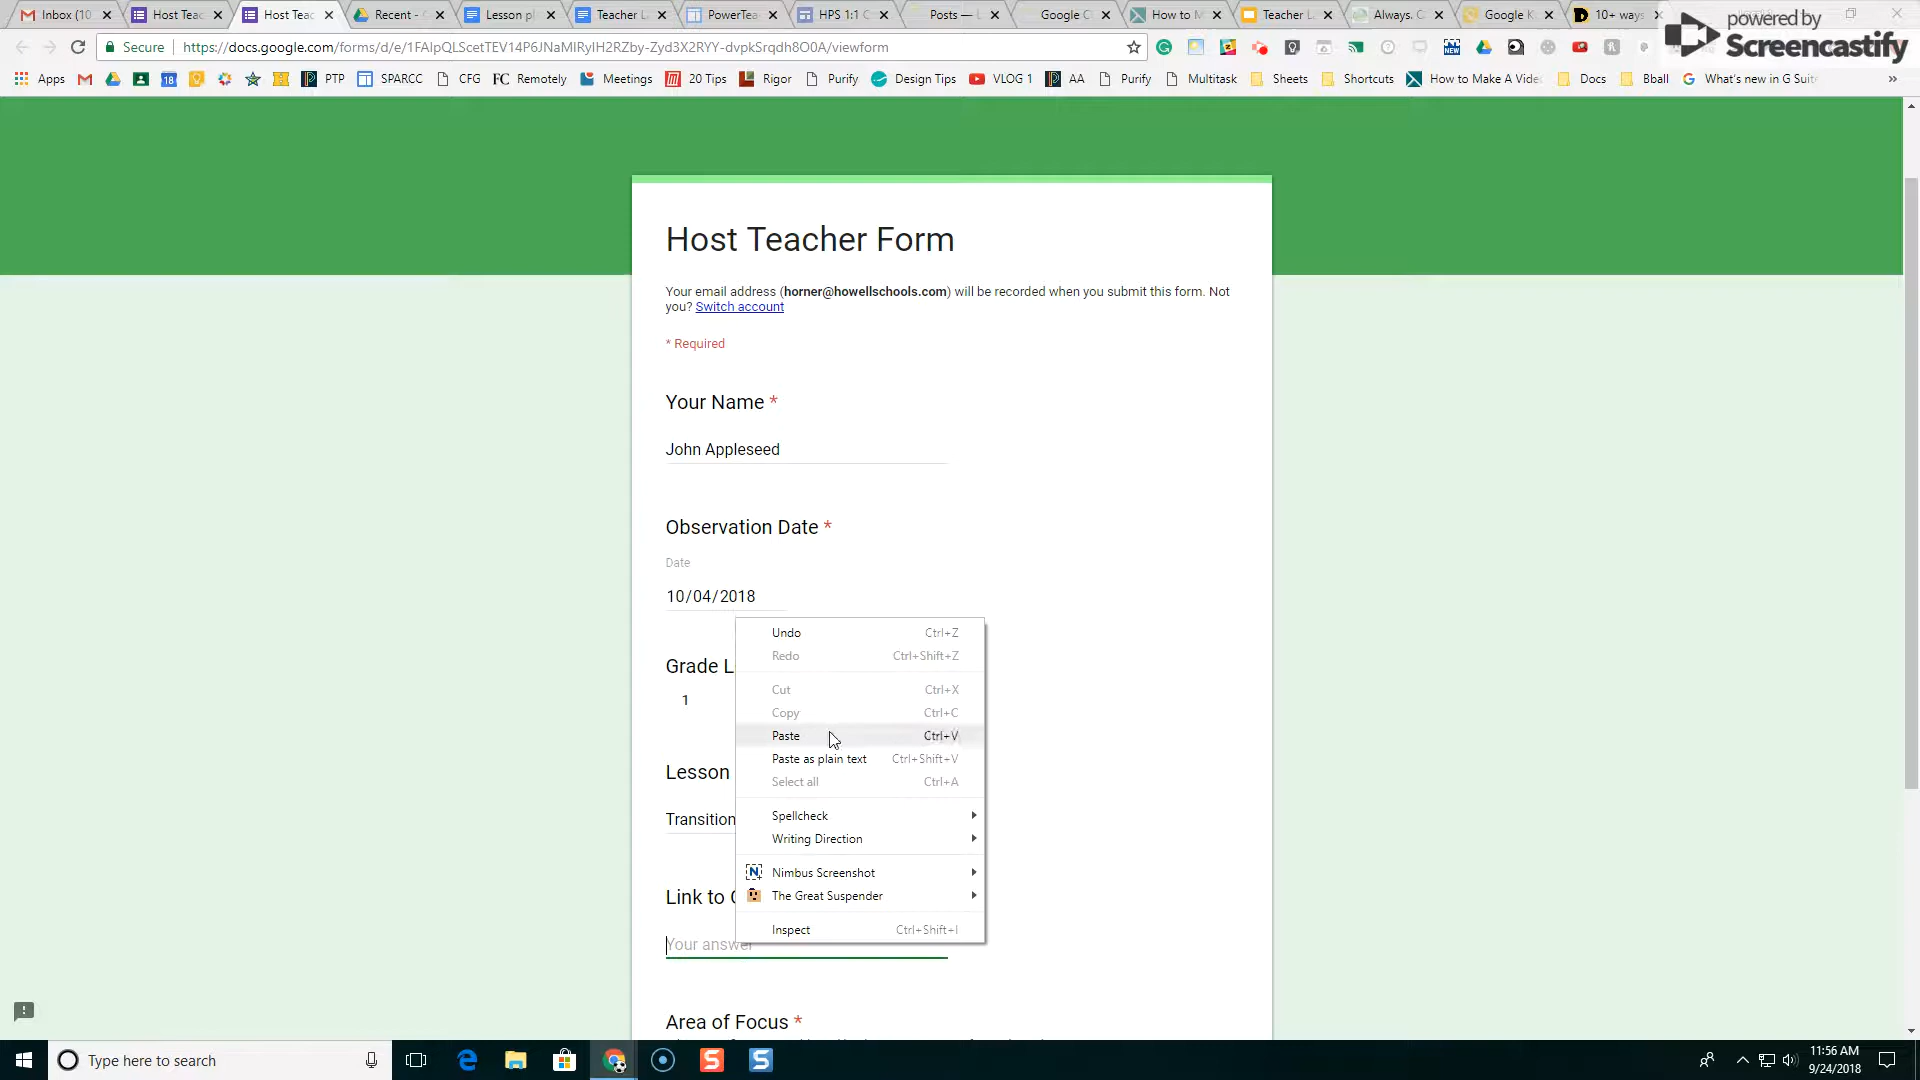 Inbox (10
Host Teac
Host Teac
Recent -
Lesson pl
Teacher L
PowerTea
HPS 1:1 C
Posts —
Google C
How to M
Teacher L
Always. C
Google K
10+ ways
powered by
Screencastify
Secure
https://docs.google.com/forms/d/e/1FAIpQLScetTEV14P6JNaMIRyIH2RZby-Zyd3X2RYY-dvpkSrqdh8O0A/viewform
Apps
PTP
SPARCC
CFG
FC Remotely
Meetings
20 Tips
Rigor
Purify
Design Tips
VLOG 1
AA
Purify
Multitask
Sheets
Shortcuts
How to Make A Vide
Docs
Bball
What's new in G Suite
»
Host Teacher Form
Your email address (horner@howellschools.com) will be recorded when you submit this form. Not
you? Switch account
* Required
Your Name *
John Appleseed
Observation Date *
Date
10/04/2018
Grade L
1
Lesson
Transition
Link to
Your answer
Area of Focus *
Undo Ctrl+Z
Redo Ctrl+Shift+Z
Cut Ctrl+X
Copy Ctrl+C
Paste Ctrl+V
Paste as plain text Ctrl+Shift+V
Select all Ctrl+A
Spellcheck
Writing Direction
Nimbus Screenshot
The Great Suspender
Inspect Ctrl+Shift+I
Type here to search
11:56 AM
9/24/2018